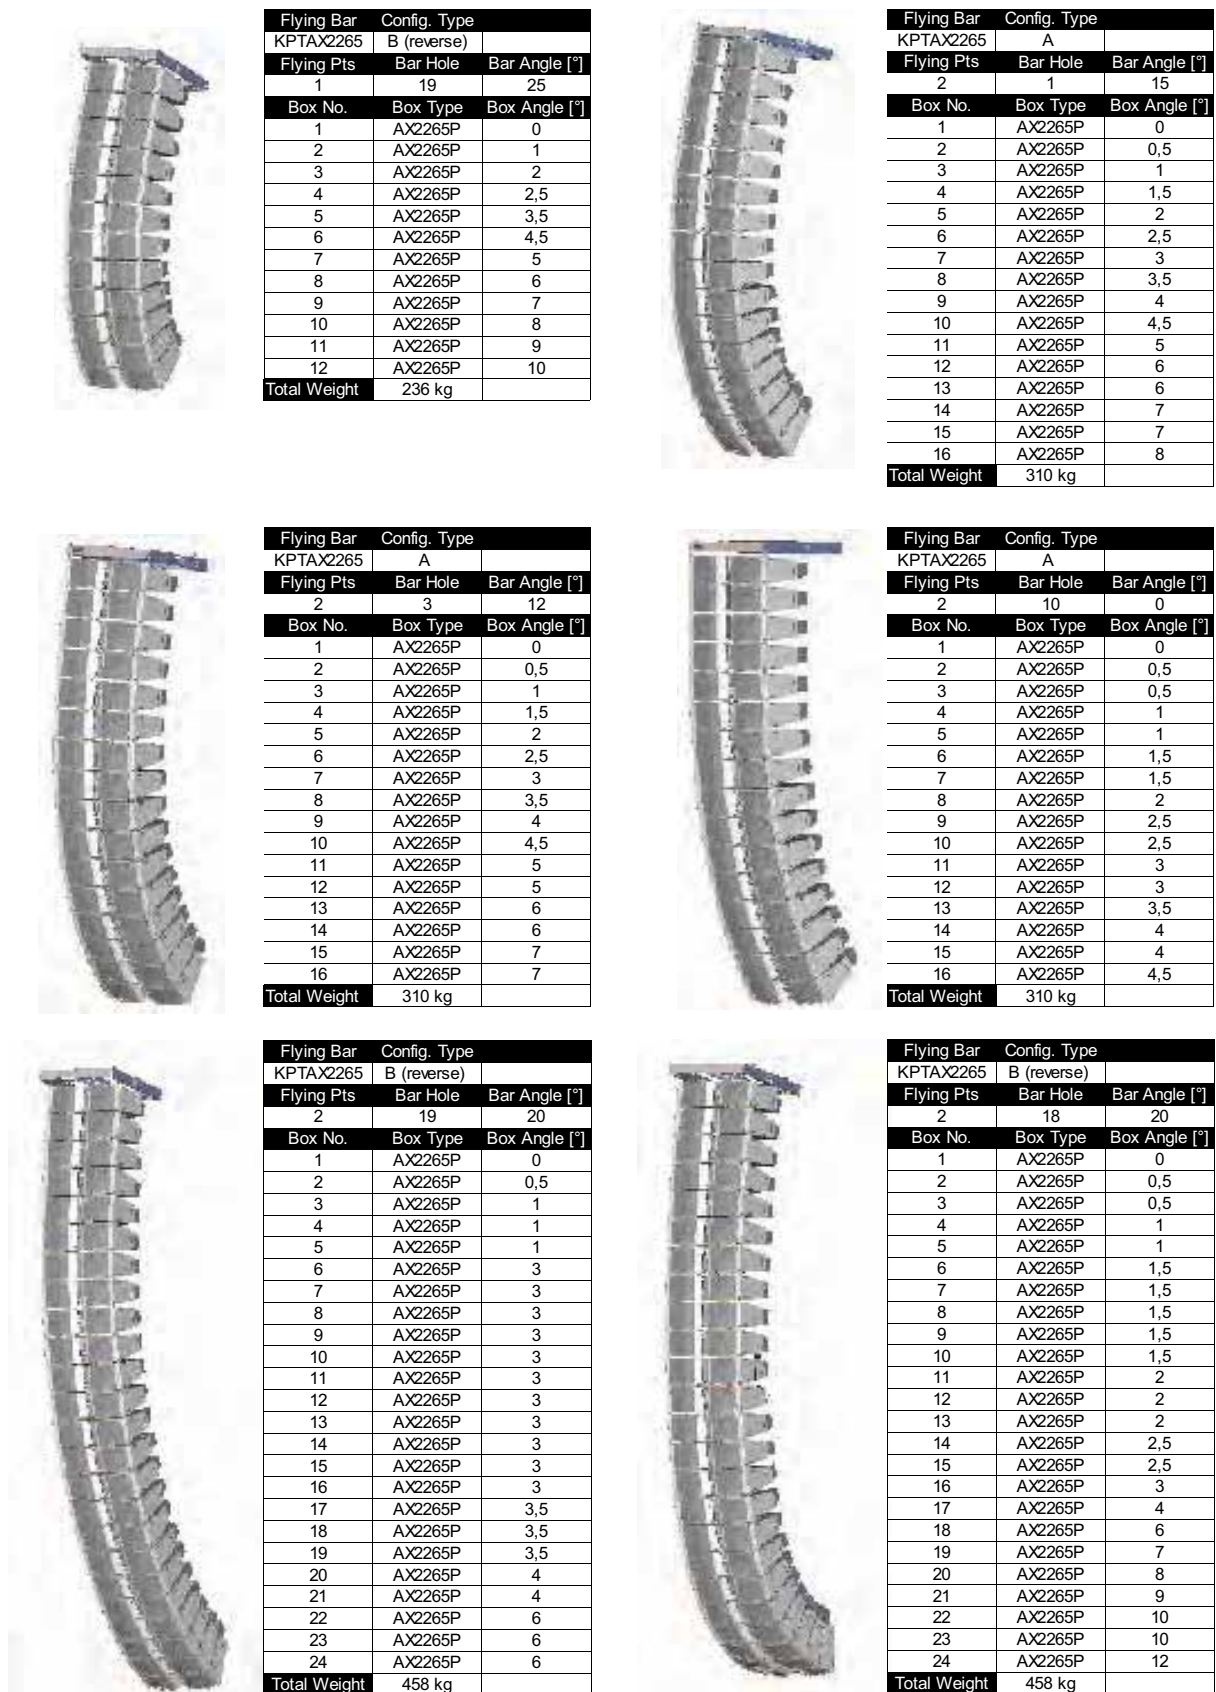 Flying Bar Config. Type
KPTAX2265 B (reverse)
Flying Pts Bar Hole Bar Angle [°]
1 19 25
Box No. Box Type Box Angle [°]
1 AX2265P 0
2 AX2265P 1
3 AX2265P 2
4 AX2265P 2,5
5 AX2265P 3,5
6 AX2265P 4,5
7 AX2265P 5
8 AX2265P 6
9 AX2265P 7
10 AX2265P 8
11 AX2265P 9
12 AX2265P 10
Total Weight 236 kg
Flying Bar Config. Type
KPTAX2265 A
Flying Pts Bar Hole Bar Angle [°]
2 1 15
Box No. Box Type Box Angle [°]
1 AX2265P 0
2 AX2265P 0,5
3 AX2265P 1
4 AX2265P 1,5
5 AX2265P 2
6 AX2265P 2,5
7 AX2265P 3
8 AX2265P 3,5
9 AX2265P 4
10 AX2265P 4,5
11 AX2265P 5
12 AX2265P 6
13 AX2265P 6
14 AX2265P 7
15 AX2265P 7
16 AX2265P 8
Total Weight 310 kg
Flying Bar Config. Type
KPTAX2265 A
Flying Pts Bar Hole Bar Angle [°]
2 3 12
Box No. Box Type Box Angle [°]
1 AX2265P 0
2 AX2265P 0,5
3 AX2265P 1
4 AX2265P 1,5
5 AX2265P 2
6 AX2265P 2,5
7 AX2265P 3
8 AX2265P 3,5
9 AX2265P 4
10 AX2265P 4,5
11 AX2265P 5
12 AX2265P 5
13 AX2265P 6
14 AX2265P 6
15 AX2265P 7
16 AX2265P 7
Total Weight 310 kg
Flying Bar Config. Type
KPTAX2265 A
Flying Pts Bar Hole Bar Angle [°]
2 10 0
Box No. Box Type Box Angle [°]
1 AX2265P 0
2 AX2265P 0,5
3 AX2265P 0,5
4 AX2265P 1
5 AX2265P 1
6 AX2265P 1,5
7 AX2265P 1,5
8 AX2265P 2
9 AX2265P 2,5
10 AX2265P 2,5
11 AX2265P 3
12 AX2265P 3
13 AX2265P 3,5
14 AX2265P 4
15 AX2265P 4
16 AX2265P 4,5
Total Weight 310 kg
Flying Bar Config. Type
KPTAX2265 B (reverse)
Flying Pts Bar Hole Bar Angle [°]
2 19 20
Box No. Box Type Box Angle [°]
1 AX2265P 0
2 AX2265P 0,5
3 AX2265P 1
4 AX2265P 1
5 AX2265P 1
6 AX2265P 3
7 AX2265P 3
8 AX2265P 3
9 AX2265P 3
10 AX2265P 3
11 AX2265P 3
12 AX2265P 3
13 AX2265P 3
14 AX2265P 3
15 AX2265P 3
16 AX2265P 3
17 AX2265P 3,5
18 AX2265P 3,5
19 AX2265P 3,5
20 AX2265P 4
21 AX2265P 4
22 AX2265P 6
23 AX2265P 6
24 AX2265P 6
Total Weight 458 kg
Flying Bar Config. Type
KPTAX2265 B (reverse)
Flying Pts Bar Hole Bar Angle [°]
2 18 20
Box No. Box Type Box Angle [°]
1 AX2265P 0
2 AX2265P 0,5
3 AX2265P 0,5
4 AX2265P 1
5 AX2265P 1
6 AX2265P 1,5
7 AX2265P 1,5
8 AX2265P 1,5
9 AX2265P 1,5
10 AX2265P 1,5
11 AX2265P 2
12 AX2265P 2
13 AX2265P 2
14 AX2265P 2,5
15 AX2265P 2,5
16 AX2265P 3
17 AX2265P 4
18 AX2265P 6
19 AX2265P 7
20 AX2265P 8
21 AX2265P 9
22 AX2265P 10
23 AX2265P 10
24 AX2265P 12
Total Weight 458 kg